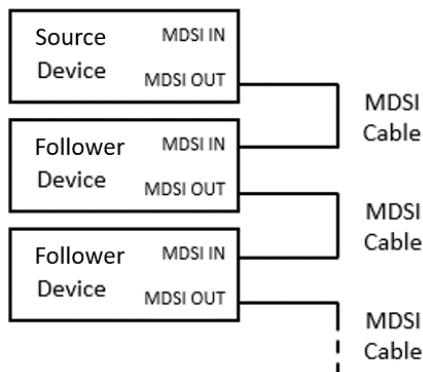 Source
Device
MDSI IN
MDSI OUT
MDSI
Cable
Follower
Device
MDSI IN
MDSI OUT
MDSI
Cable
Follower
Device
MDSI IN
MDSI OUT
MDSI
Cable